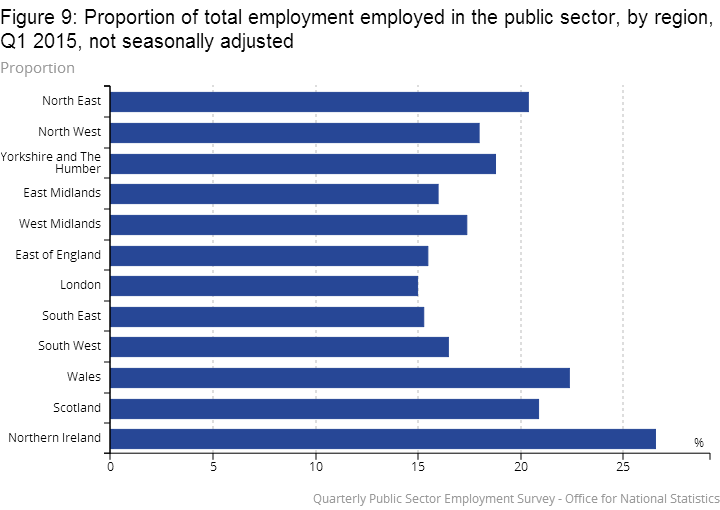 Figure 9: Proportion of total employment employed in the public sector, by region,
Q1 2015, not seasonally adjusted
Proportion
North East
North West
Yorkshire and The
Humber
East Midlands
West Midlands
East of England
London
South East
South West
Wales
Scotland
Northern Ireland
%
0 5 10 15 20 25
Quarterly Public Sector Employment Survey - Office for National Statistics